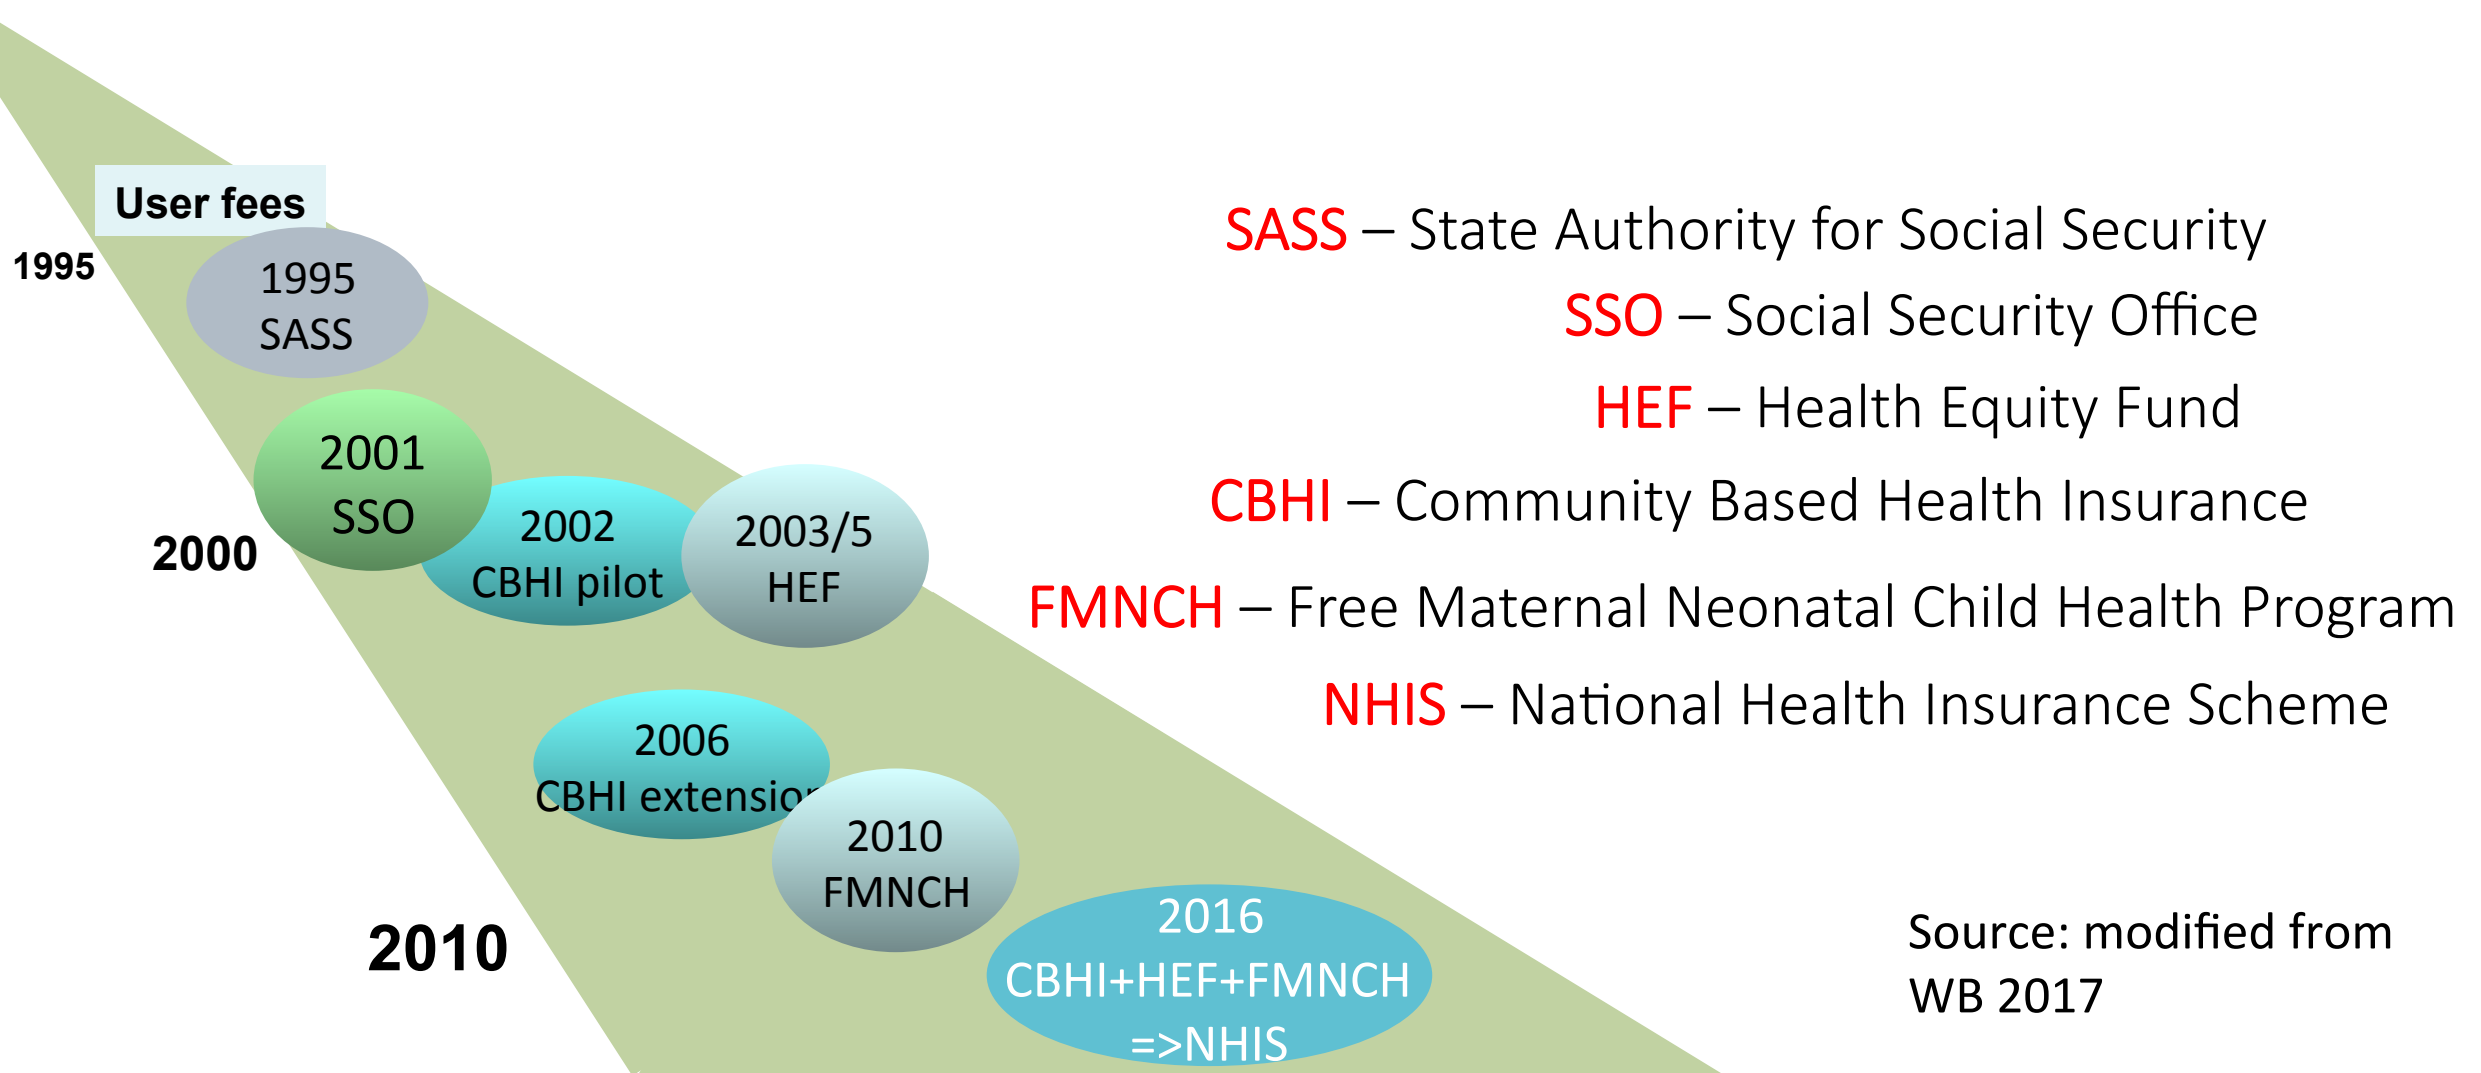 User fees
1995
1995
SASS
2001
SSO
2000
2002
CBHI pilot
2003/5
HEF
2006
CBHI extension
2010
FMNCH
2010
2016
CBHI+HEF+FMNCH
=>NHIS
SASS – State Authority for Social Security
SSO – Social Security Office
HEF – Health Equity Fund
CBHI – Community Based Health Insurance
FMNCH – Free Maternal Neonatal Child Health Program
NHIS – National Health Insurance Scheme
Source: modified from
WB 2017